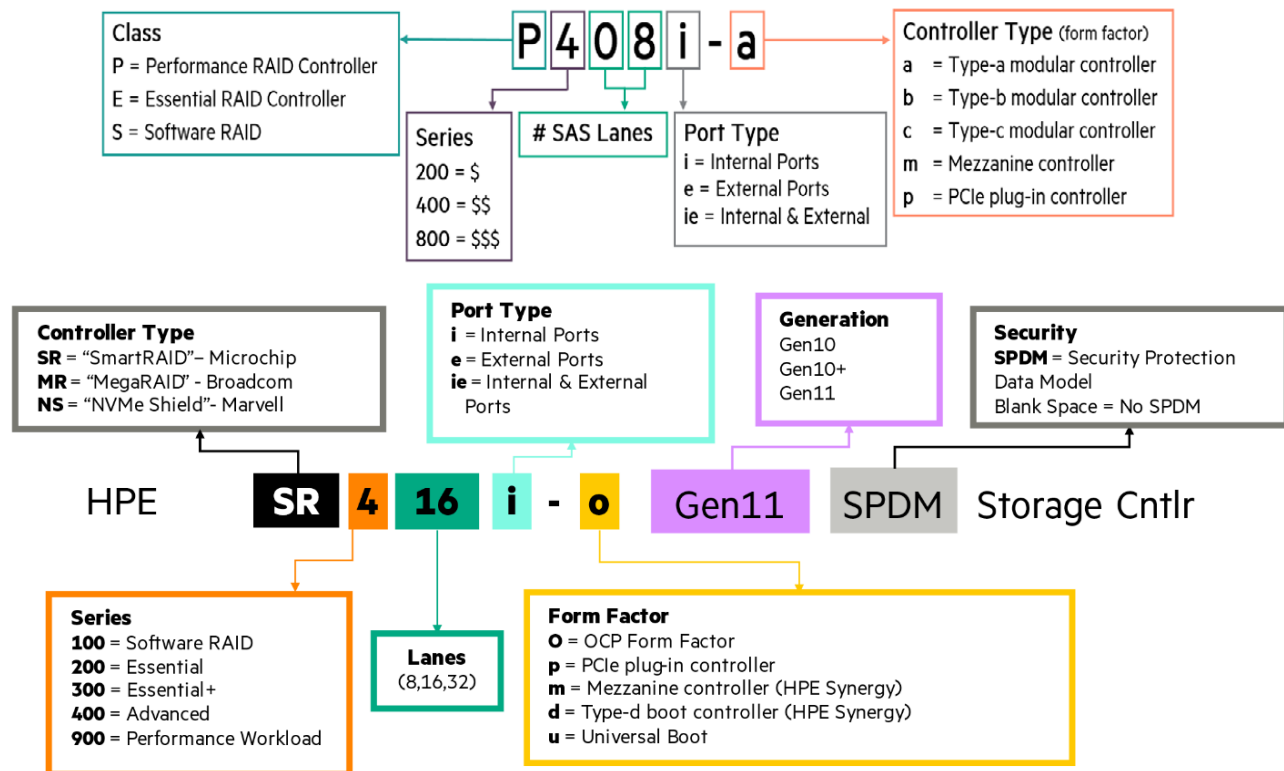 P408i-a
Class
P = Performance RAID Controller
E = Essential RAID Controller
S = Software RAID
Series
200 = $
400 = $$
800 = $$$
# SAS Lanes
Port Type
i = Internal Ports
e = External Ports
ie = Internal & External
Controller Type (form factor)
a = Type-a modular controller
b = Type-b modular controller
c = Type-c modular controller
m = Mezzanine controller
p = PCIe plug-in controller
Controller Type
SR = “SmartRAID”– Microchip
MR = “MegaRAID” - Broadcom
NS = “NVMe Shield”- Marvell
Port Type
i = Internal Ports
e = External Ports
ie = Internal & External
Ports
Generation
Gen10
Gen10+
Gen11
Security
SPDM = Security Protection
Data Model
Blank Space = No SPDM
HPE SR 4 16 i - o Gen11 SPDM Storage Cntlr
Series
100 = Software RAID
200 = Essential
300 = Essential+
400 = Advanced
900 = Performance Workload
Lanes
(8,16,32)
Form Factor
O = OCP Form Factor
p = PCIe plug-in controller
m = Mezzanine controller (HPE Synergy)
d = Type-d boot controller (HPE Synergy)
u = Universal Boot